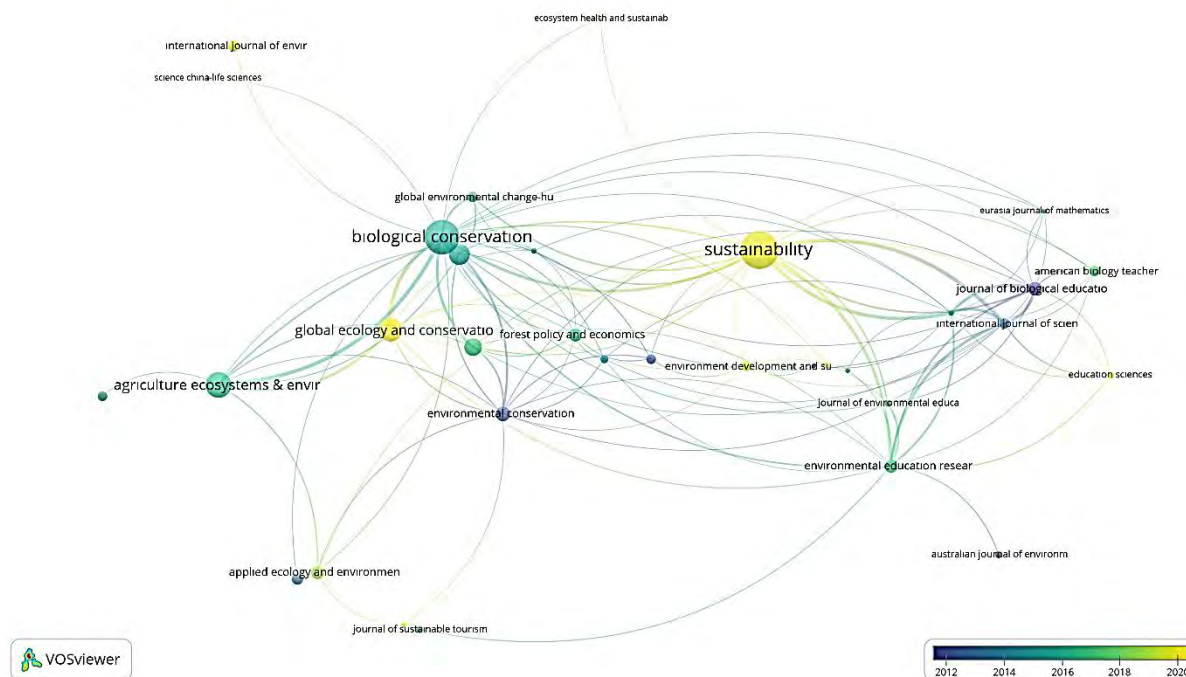 ecosystem health and sustainab
international journal of envir
science china-life sciences
global environmental change-hu
eurasia journal of mathematics
biological conservation
sustainability
american biology teacher
journal of biological educatio
international journal of scien
global ecology and conservatio
forest policy and economics
environment development and su
education sciences
agriculture ecosystems & envir
journal of environmental educa
environmental conservation
environmental education resear
australian journal of environm
applied ecology and environmen
journal of sustainable tourism
VOSviewer
2012 2014 2016 2018 2020